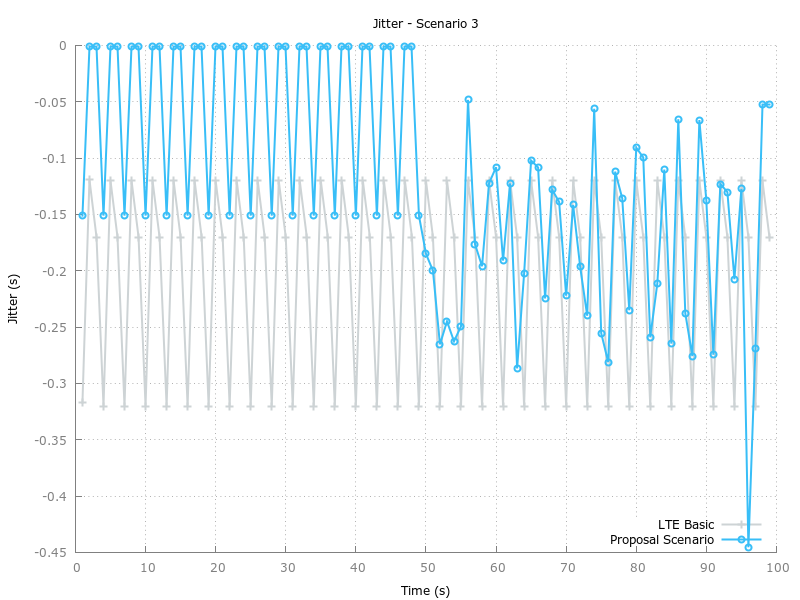 Jitter - Scenario 3
0
-0.05
-0.1
-0.15
-0.2
-0.25
-0.3
-0.35
-0.4
-0.45
Jitter (s)
LTE Basic
Proposal Scenario
0 10 20 30 40 50 60 70 80 90 100
Time (s)